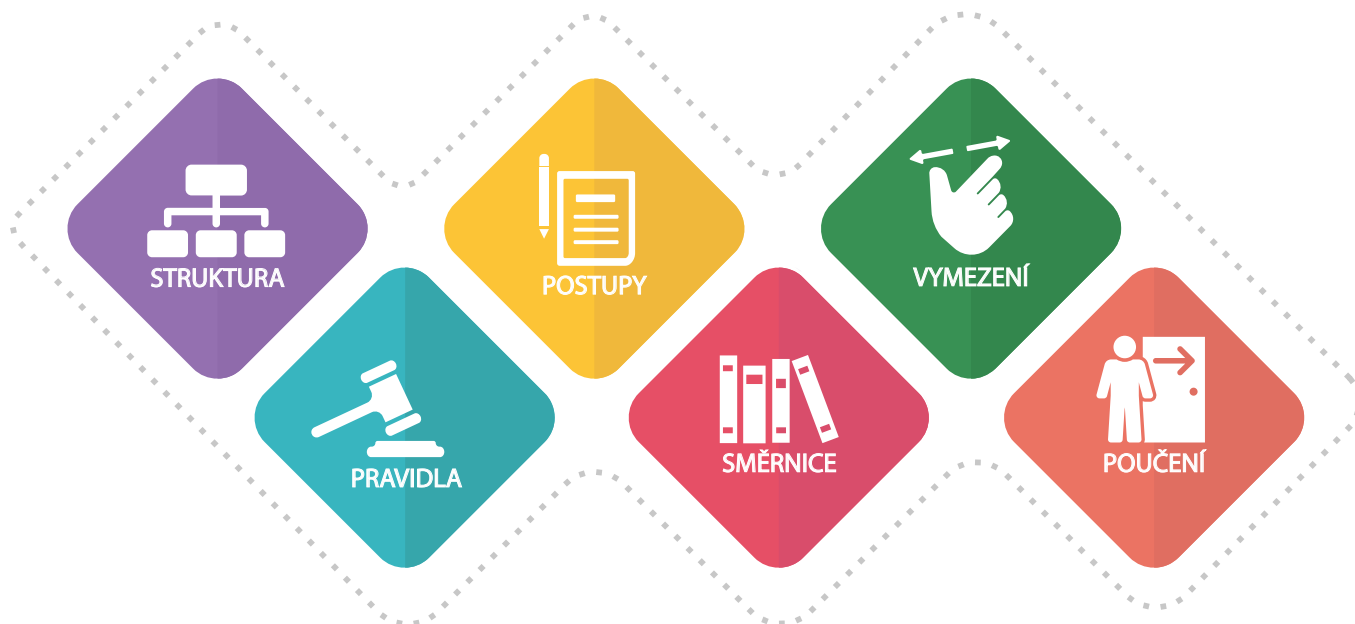 STRUKTURA
PRAVIDLA
POSTUPY
SMĚRNICE
VYMEZENÍ
POUČENÍ